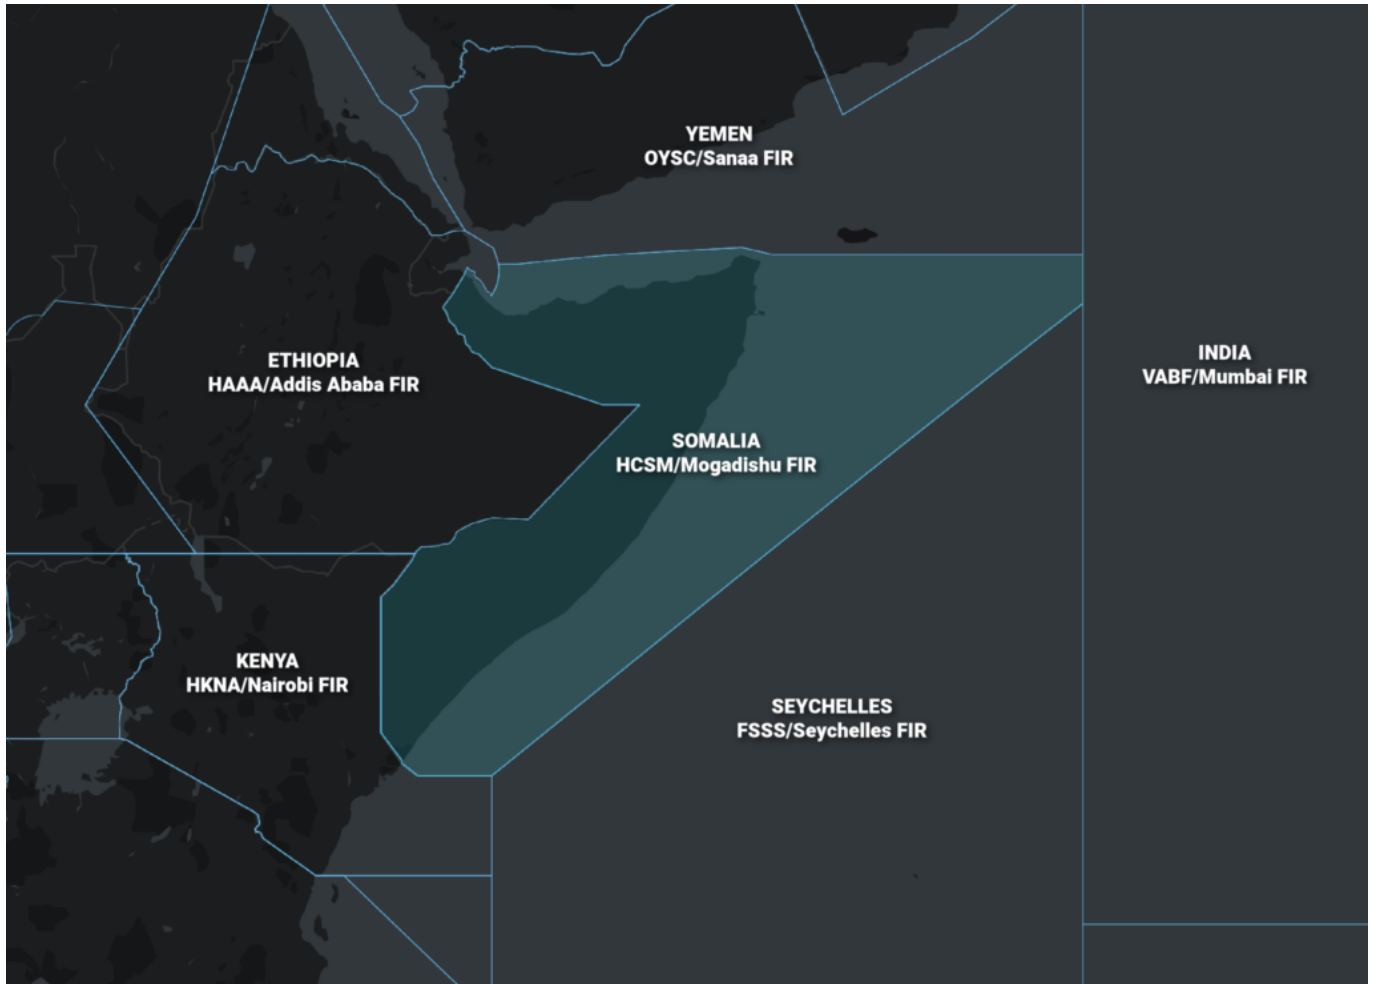 YEMEN
OYSC/Sanaa FIR
ETHIOPIA
HAAA/Addis Ababa FIR
INDIA
VABF/Mumbai FIR
SOMALIA
HCSM/Mogadishu FIR
KENYA
HKNA/Nairobi FIR
SEYCHELLES
FSSS/Seychelles FIR